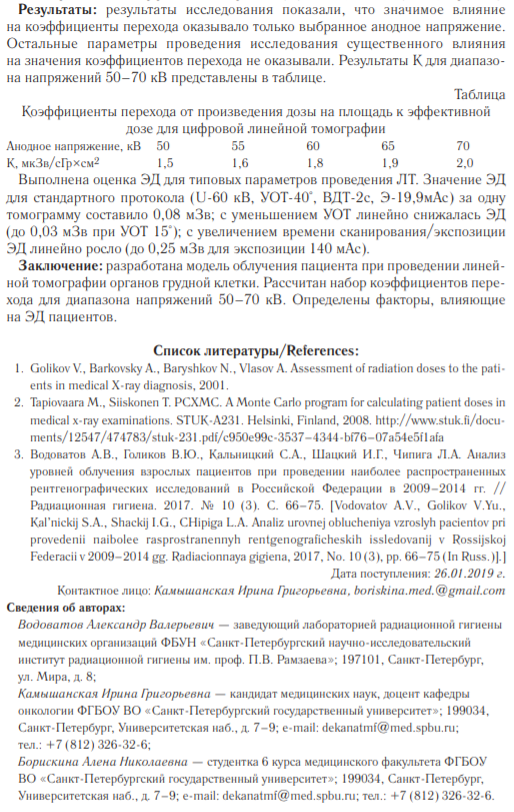 Результаты: результаты исследования показали, что значимое влияние
на коэффициенты перехода оказывало только выбранное анодное напряжение.
Остальные параметры проведения исследования существенного влияния
на значения коэффициентов перехода не оказывали. Результаты К для диапазо-
на напряжений 50–70 кВ представлены в таблице.
Таблица
Коэффициенты перехода от произведения дозы на площадь к эффективной
дозе для цифровой линейной томографии
Анодное напряжение, кВ 50 55 60 65 70
К, мкЗв/сГр×см² 1,5 1,6 1,8 1,9 2,0
Выполнена оценка ЭД для типовых параметров проведения ЛТ. Значение ЭД
для стандартного протокола (U-60 кВ, УОТ-40°, ВДТ-2с, Э-19,9мАс) за одну
томограмму составило 0,08 мЗв; с уменьшением УОТ линейно снижалась ЭД
(до 0,03 мЗв при УОТ 15°); с увеличением времени сканирования/экспозиции
ЭД линейно росло (до 0,25 мЗв для экспозиции 140 мАс).
Заключение: разработана модель облучения пациента при проведении линей-
ной томографии органов грудной клетки. Рассчитан набор коэффициентов пере-
хода для диапазона напряжений 50–70 кВ. Определены факторы, влияющие
на ЭД пациентов.
Список литературы/References:
1. Golikov V., Barkovsky A., Baryshkov N., Vlasov A. Assessment of radiation doses to the pati-
ents in medical X-ray diagnosis, 2001.
2. Tapiovaara M., Siiskonen T. PCXMC. A Monte Carlo program for calculating patient doses in
medical x-ray examinations. STUK-A231. Helsinki, Finland, 2008. http://www.stuk.fi/docu-
ments/12547/474783/stuk-231.pdf/c950e99c-3537-4344-bf76-07a54e5f1afa
3. Водоватов А.В., Голиков В.Ю., Кальницкий С.А., Шацкий И.Г., Чипига Л.А. Анализ
уровней облучения взрослых пациентов при проведении наиболее распространенных
рентгенографических исследований в Российской Федерации в 2009–2014 гг. //
Радиационная гигиена. 2017. № 10 (3). С. 66–75. [Vodovatov A.V., Golikov V.Yu.,
Kal'nickij S.A., Shackij I.G., CHipiga L.A. Analiz urovnej oblucheniya vzroslyh pacientov pri
provedenii naibolee rasprostranennyh rentgenograficheskih issledovanij v Rossijskoj
Federacii v 2009–2014 gg. Radiacionnaya gigiena, 2017, No. 10 (3), pp. 66–75 (In Russ.)].]
Дата поступления: 26.01.2019 г.
Контактное лицо: Камышанская Ирина Григорьевна, boriskina.med.@gmail.com
Сведения об авторах:
Водоватов Александр Валерьевич — заведующий лабораторией радиационной гигиены
медицинских организаций ФБУН «Санкт-Петербургский научно-исследовательский
институт радиационной гигиены им. проф. П.В. Рамзаева»; 197101, Санкт-Петербург,
ул. Мира, д. 8;
Камышанская Ирина Григорьевна — кандидат медицинских наук, доцент кафедры
онкологии ФГБОУ ВО «Санкт-Петербургский государственный университет»; 199034,
Санкт-Петербург, Университетская наб., д. 7–9; e-mail: dekanatmf@med.spbu.ru;
тел.: +7 (812) 326-32-6;
Борискина Алена Николаевна — студентка 6 курса медицинского факультета ФГБОУ
ВО «Санкт-Петербургский государственный университет»; 199034, Санкт-Петербург,
Университетская наб., д. 7–9; e-mail: dekanatmf@med.spbu.ru; тел.: +7 (812) 326-32-6.